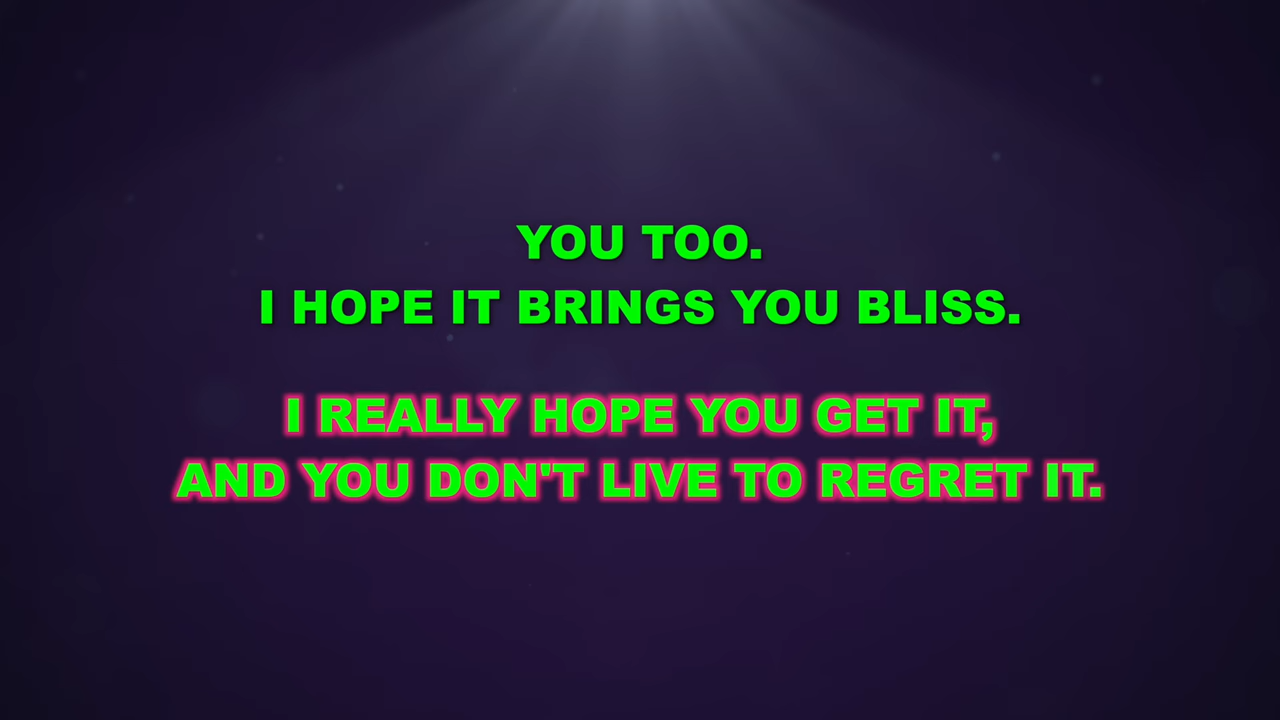 YOU TOO.
I HOPE IT BRINGS YOU BLISS.
I REALLY HOPE YOU GET IT,
AND YOU DON'T LIVE TO REGRET IT.